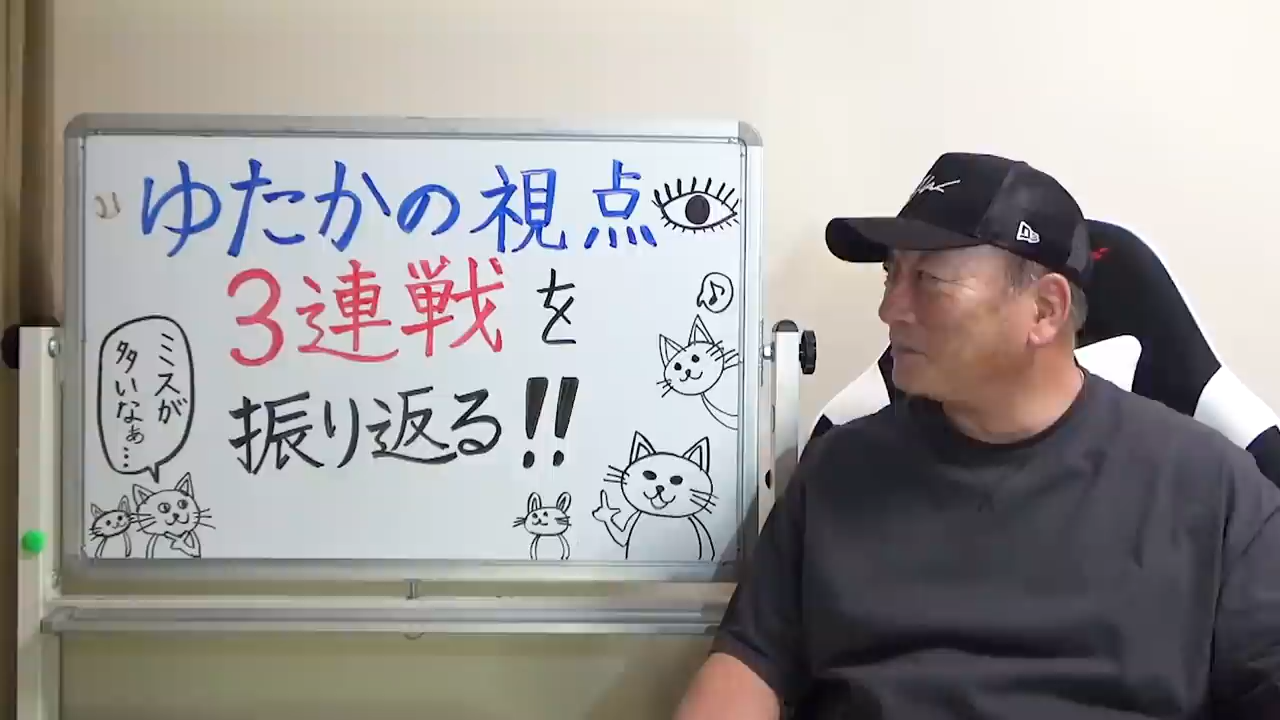 ゆたかの視点
3連戦を
振り返る!!
ミスが
多いなぁ…